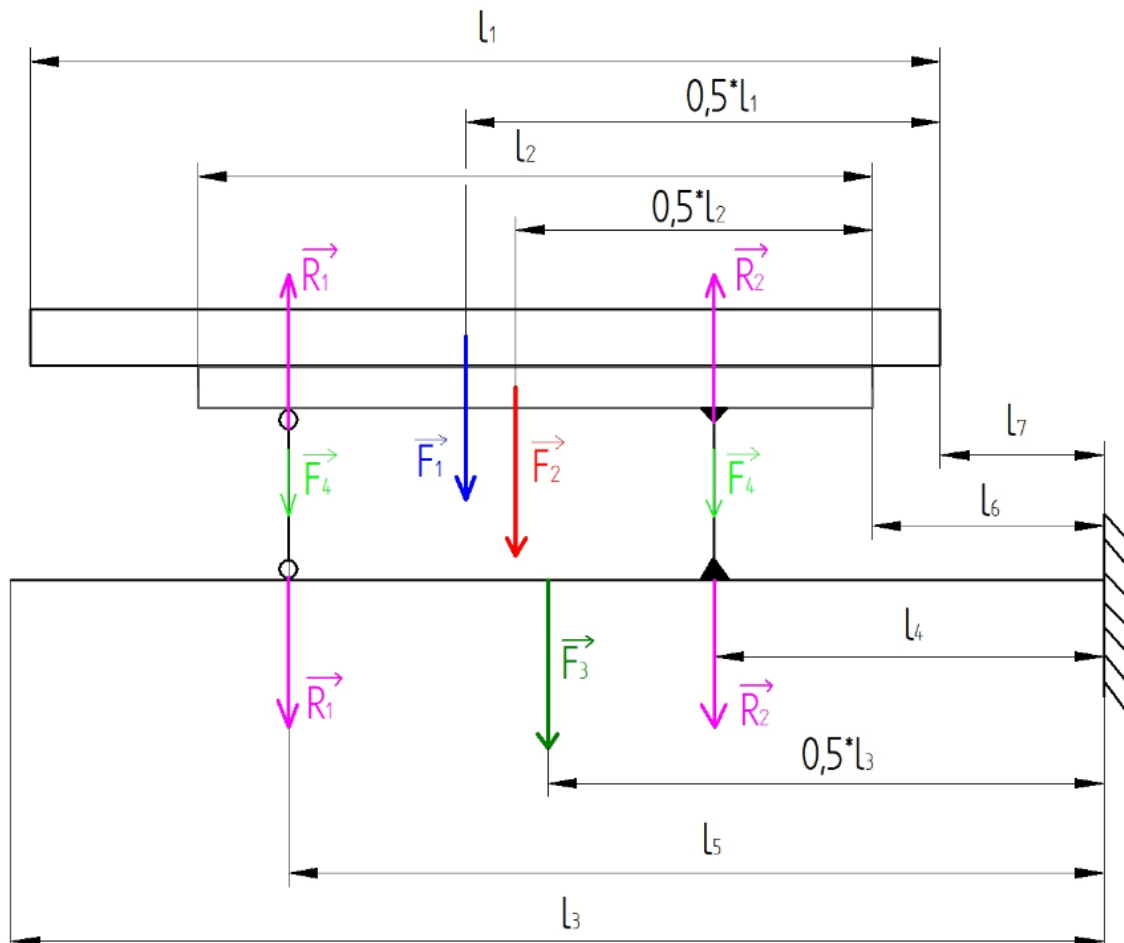 l₁
0,5*l₁
l₂
0,5*l₂
R₁
R₂
l₇
F₄
F₁
F₂
F₄
l₆
l₄
F₃
R₁
R₂
0,5*l₃
l₅
l₃